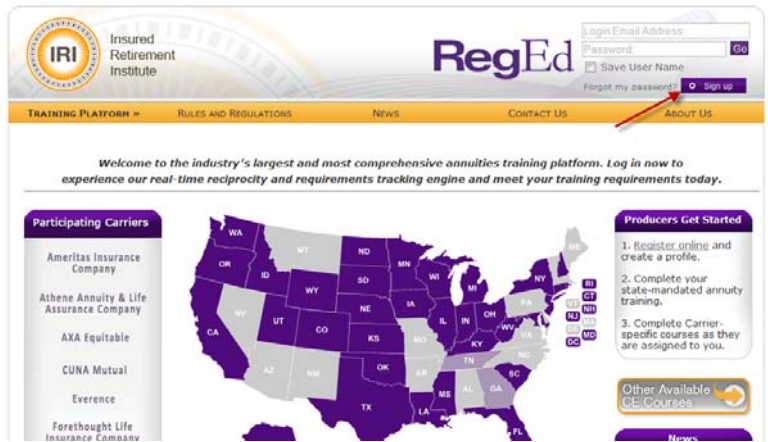 IRI
Insured
Retirement
Institute
RegEd
Login Email Address:
Password:
Go
Save User Name
Forgot my password?
Sign up
TRAINING PLATFORM »
RULES AND REGULATIONS
NEWS
CONTACT US
ABOUT US
Welcome to the industry's largest and most comprehensive annuities training platform. Log in now to
experience our real-time reciprocity and requirements tracking engine and meet your training requirements today.
Participating Carriers
Ameritas Insurance
Company
Athene Annuity & Life
Assurance Company
AXA Equitable
CUNA Mutual
Everence
Forethought Life
Insurance Company
WA
MT
ND
MN
ME
OR
ID
SD
WI
MI
NY
WY
RI
CT
IA
NE
PA
VT
NH
NV
UT
IL
IN
OH
NJ
MA
CA
CO
WV
VA
DE
MD
KS
MO
KY
DC
TN
NC
AZ
NM
OK
AR
SC
MS
AL
GA
TX
LA
FL
Producers Get Started
1. Register online and
create a profile.
2. Complete your
state-mandated annuity
training.
3. Complete Carrier-
specific courses as they
are assigned to you.
Other Available
CE Courses
News